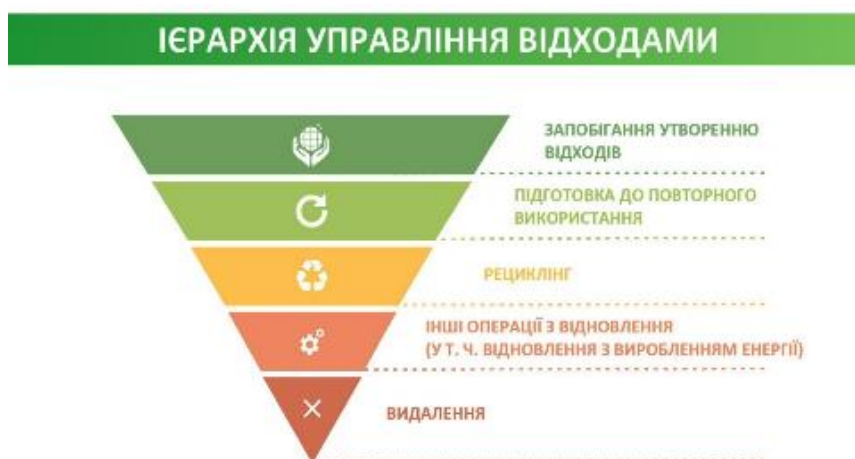 ІЄРАРХІЯ УПРАВЛІННЯ ВІДХОДАМИ
ЗАПОБІГАННЯ УТВОРЕННЮ
ВІДХОДІВ
ПІДГОТОВКА ДО ПОВТОРНОГО
ВИКОРИСТАННЯ
РЕЦИКЛІНГ
ІНШІ ОПЕРАЦІЇ З ВІДНОВЛЕННЯ
(У Т. Ч. ВІДНОВЛЕННЯ З ВИРОБЛЕННЯМ ЕНЕРГІЇ)
ВИДАЛЕННЯ